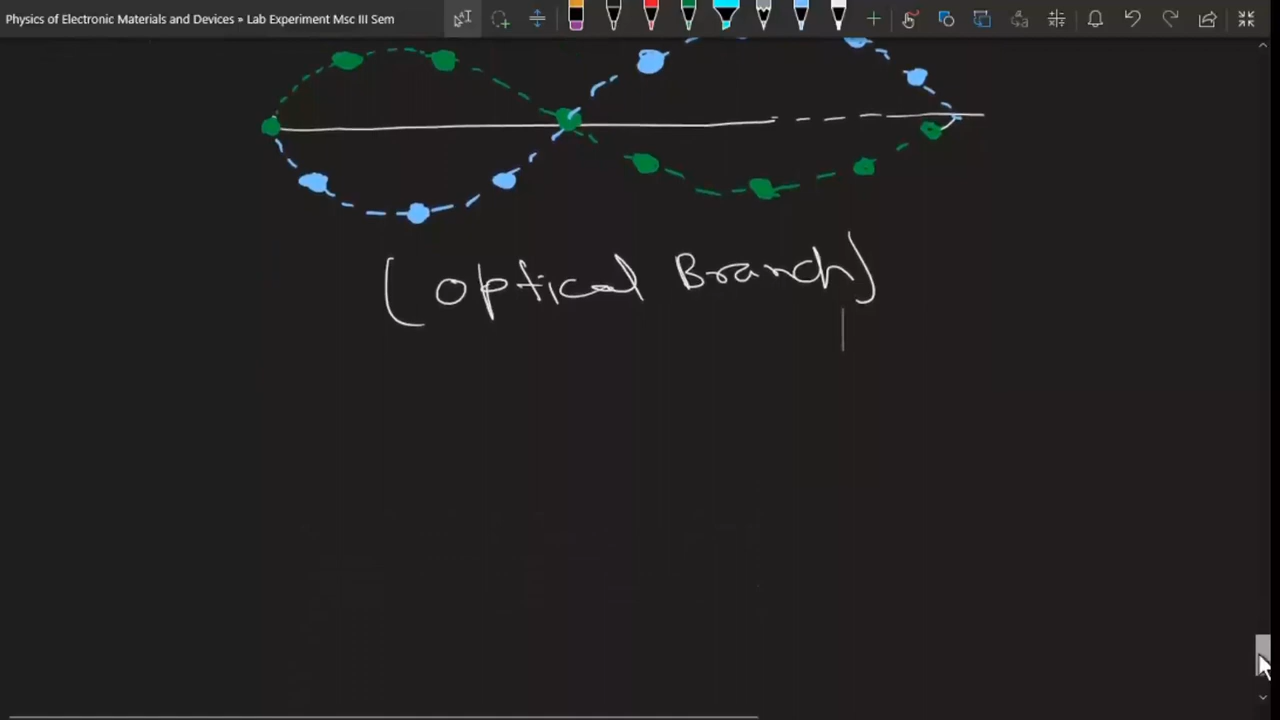 Physics of Electronic Materials and Devices » Lab Experiment Msc III Sem
(Optical Branch)